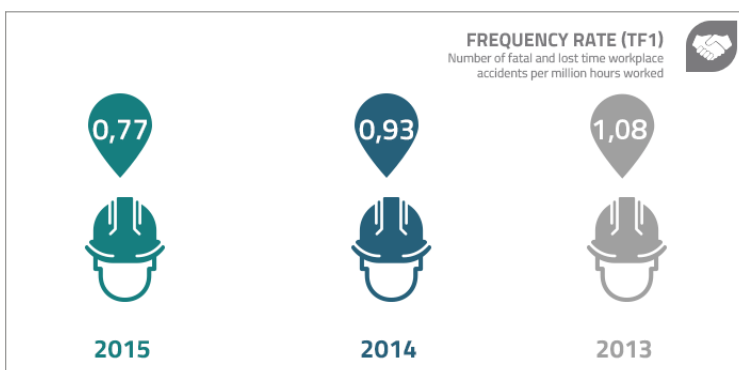 FREQUENCY RATE (TF1)
Number of fatal and lost time workplace
accidents per million hours worked
0,77
0,93
1,08
2015
2014
2013